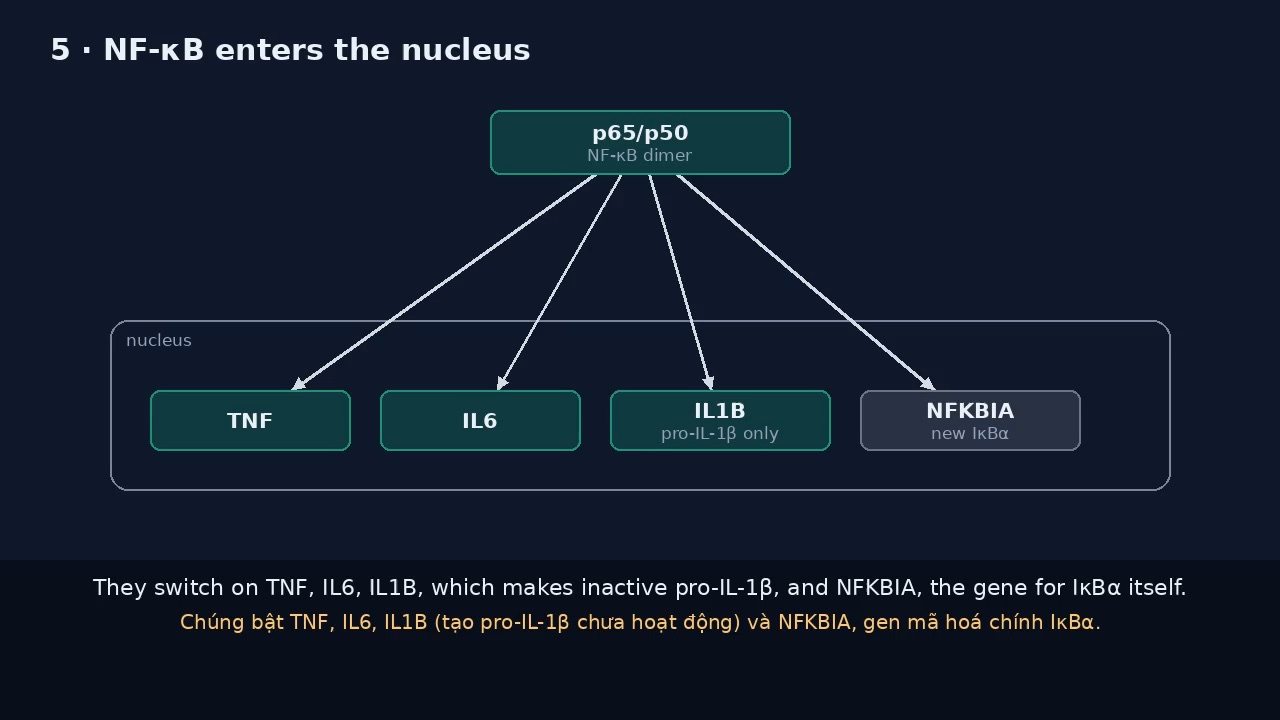 5 · NF-κB enters the nucleus
p65/p50
NF-κB dimer
nucleus
TNF
IL6
IL1B
pro-IL-1β only
NFKBIA
new IκBα
They switch on TNF, IL6, IL1B, which makes inactive pro-IL-1β, and NFKBIA, the gene for IκBα itself.
Chúng bật TNF, IL6, IL1B (tạo pro-IL-1β chưa hoạt động) và NFKBIA, gen mã hoá chính IκBα.